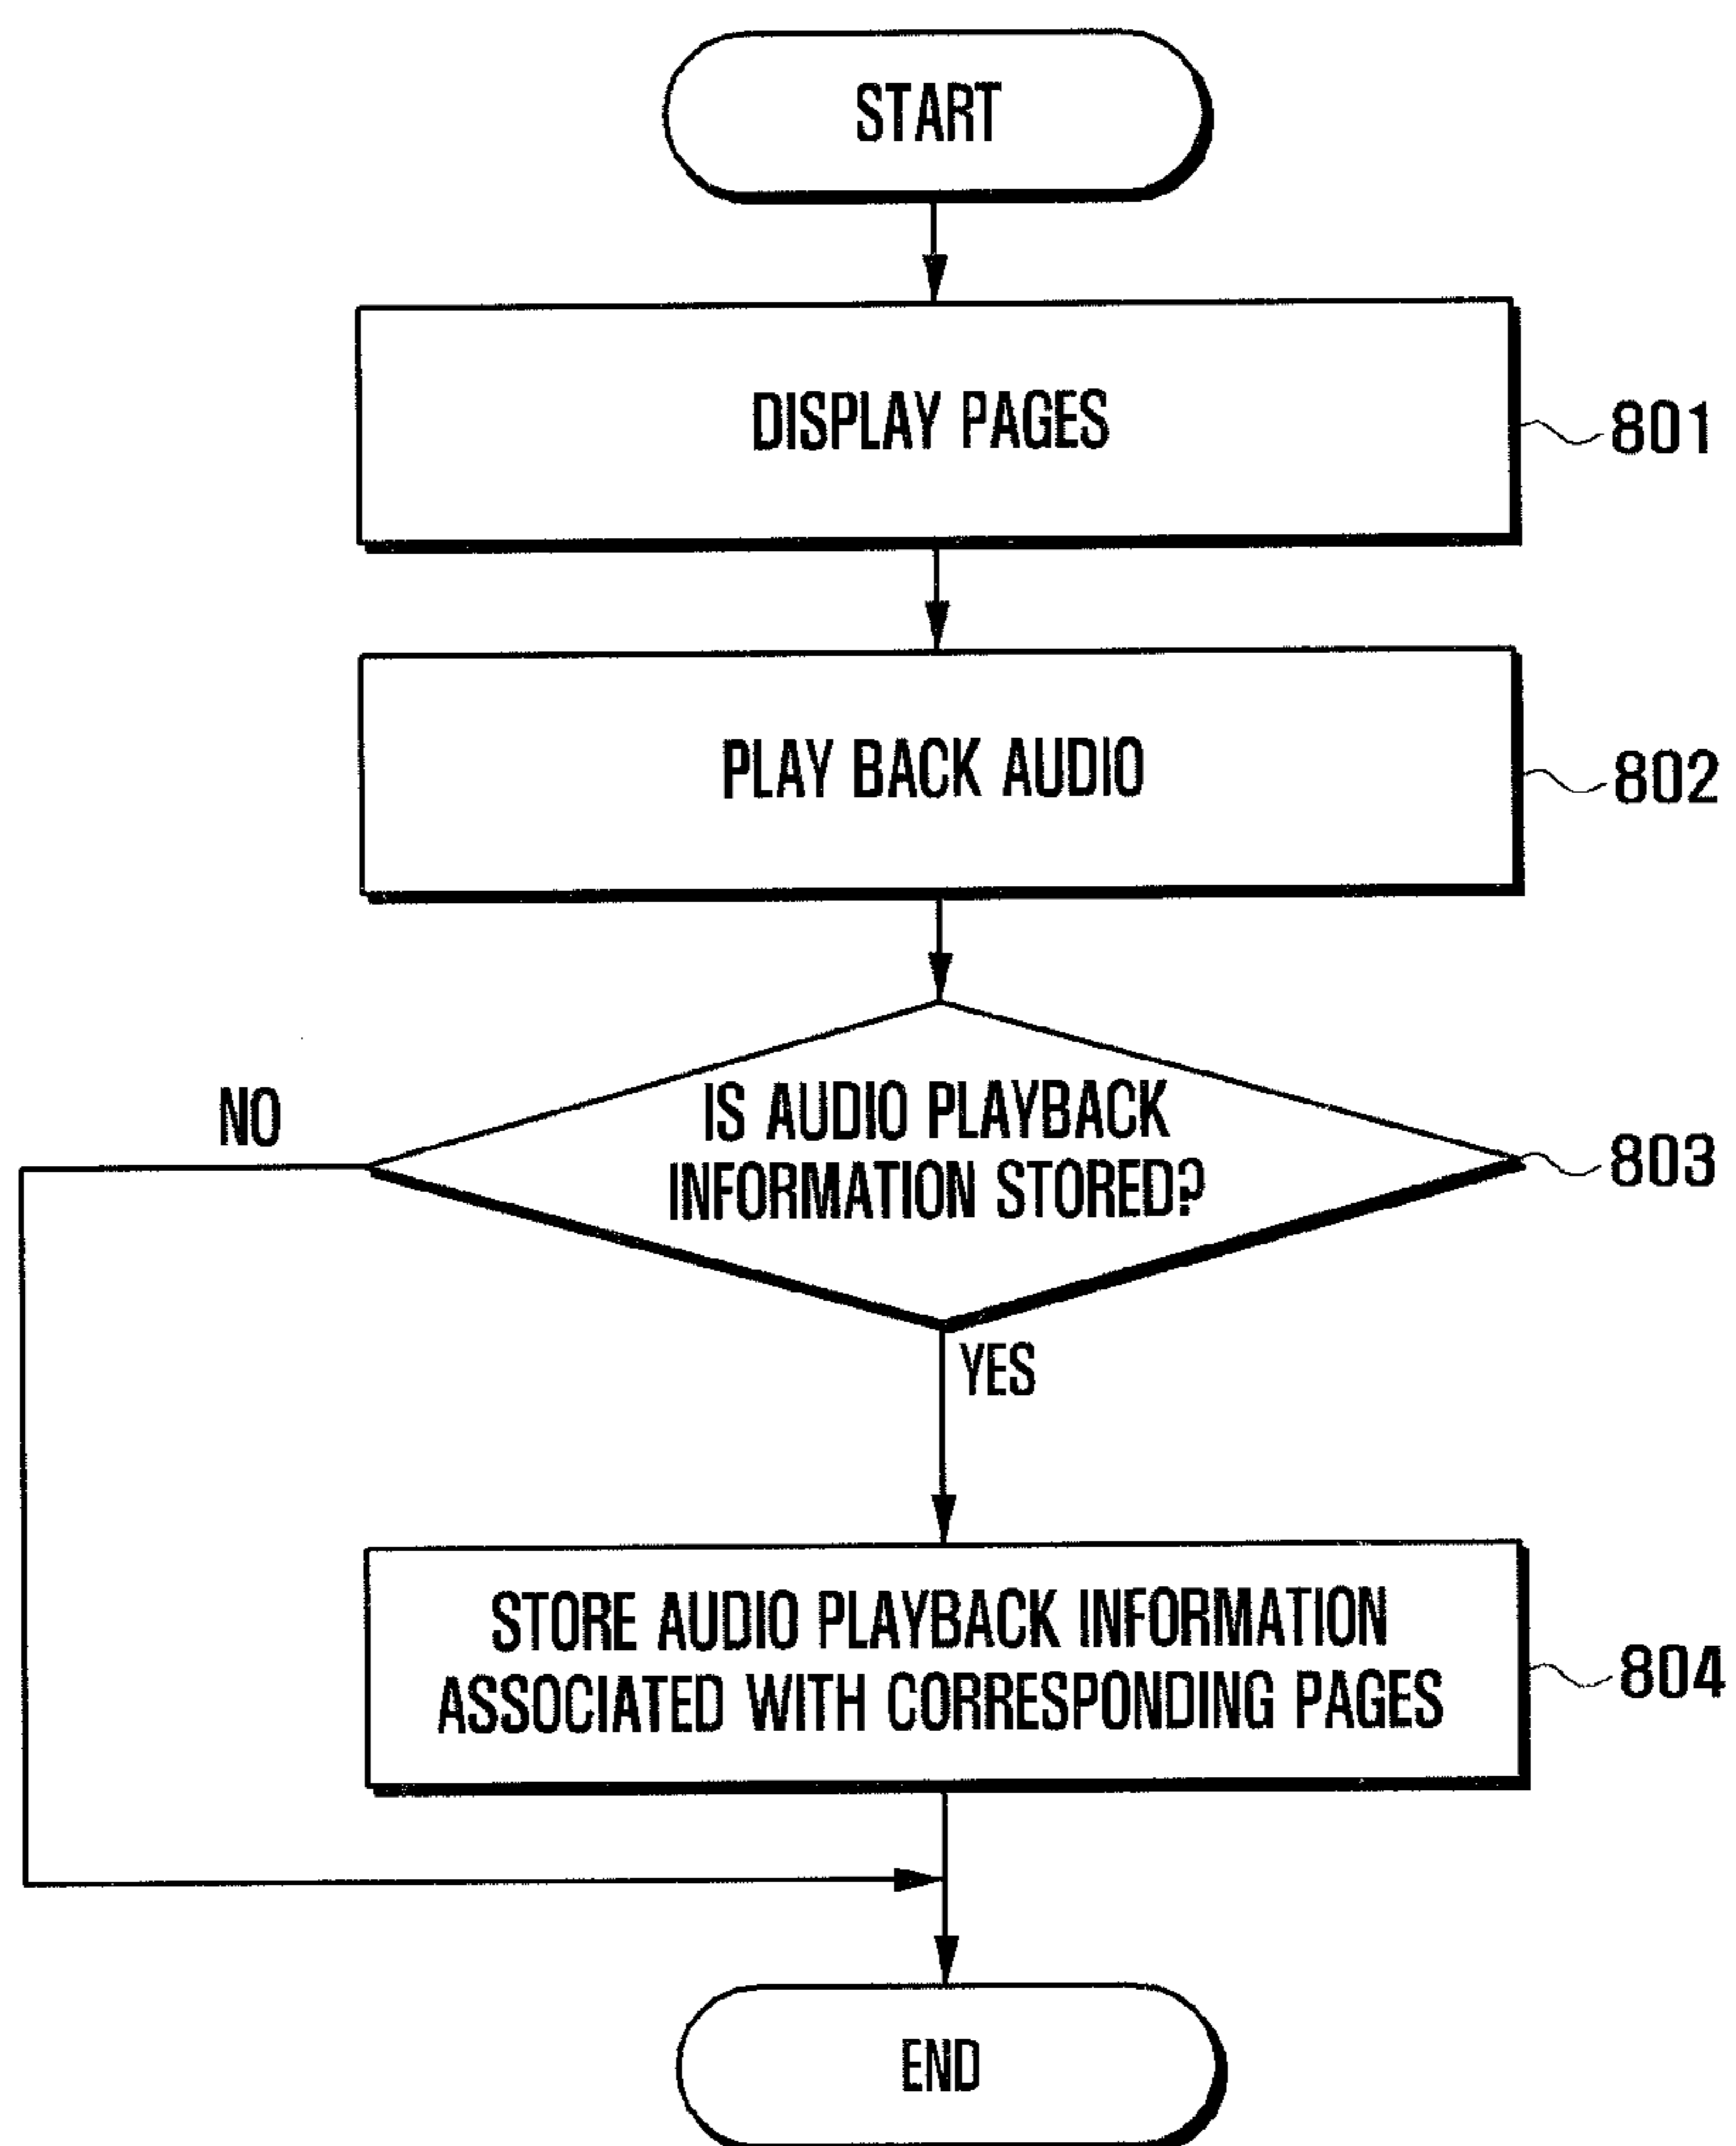 START
DISPLAY PAGES
801
PLAY BACK AUDIO
802
NO
IS AUDIO PLAYBACK
INFORMATION STORED?
803
YES
STORE AUDIO PLAYBACK INFORMATION
ASSOCIATED WITH CORRESPONDING PAGES
804
END